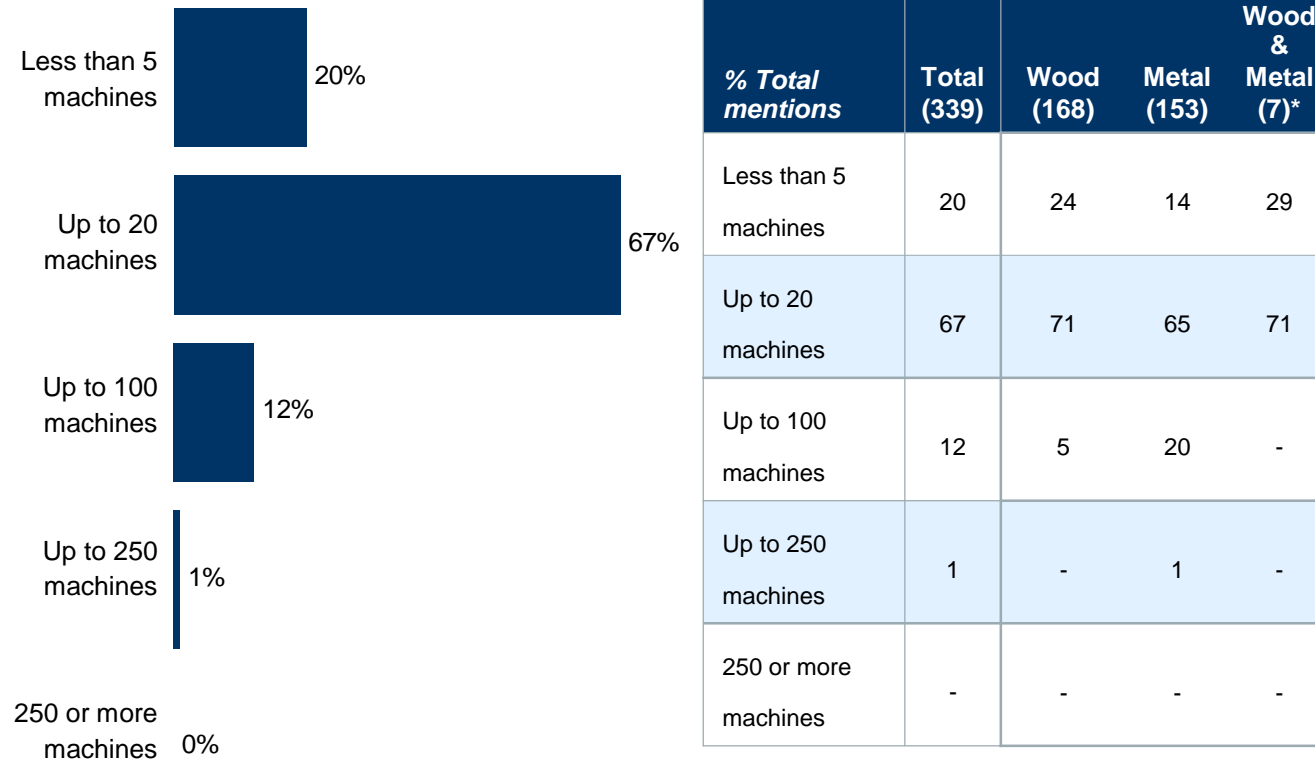 Less than 5
machines
20%
Up to 20
machines
67%
Up to 100
machines
12%
Up to 250
machines
1%
250 or more
machines
0%
% Total
mentions
Total
(339)
Wood
(168)
Metal
(153)
Wood
&
Metal
(7)*
Less than 5
machines
20 24 14 29
Up to 20
machines
67 71 65 71
Up to 100
machines
12 5 20 -
Up to 250
machines
1 - 1 -
250 or more
machines
- - - -